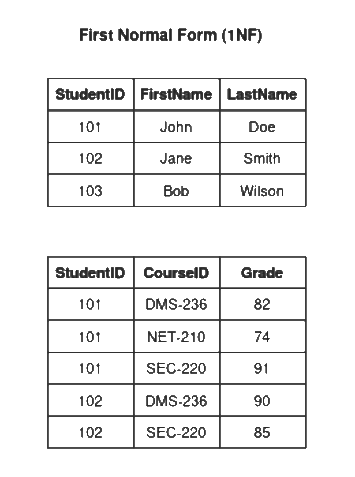 First Normal Form (1NF)
StudentID FirstName LastName
101 John Doe
102 Jane Smith
103 Bob Wilson
StudentID CourseID Grade
101 DMS-236 82
101 NET-210 74
101 SEC-220 91
102 DMS-236 90
102 SEC-220 85